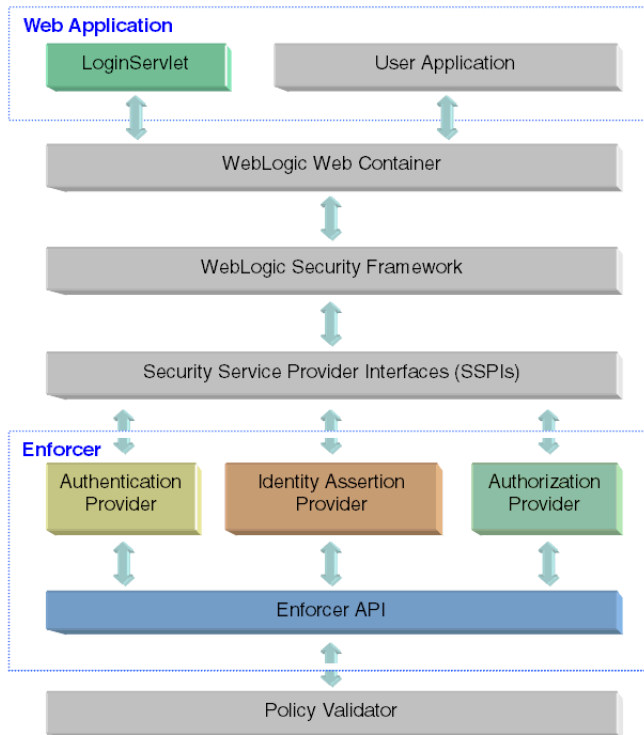 Web Application
LoginServlet
User Application
WebLogic Web Container
WebLogic Security Framework
Security Service Provider Interfaces (SSPIs)
Enforcer
Authentication
Provider
Identity Assertion
Provider
Authorization
Provider
Enforcer API
Policy Validator